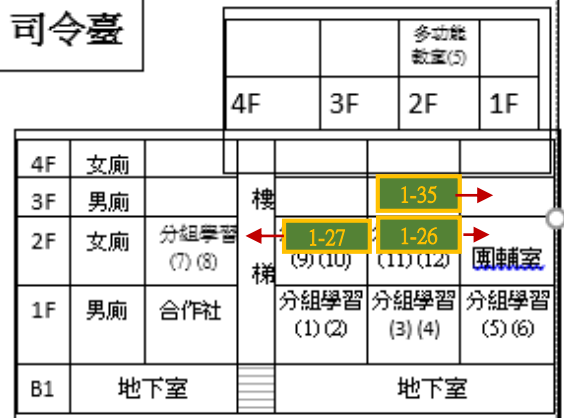 司令臺
多功能
教室(5)
4F 3F 2F 1F
4F 女廁
3F 男廁 樓 1-35
2F 女廁 分組學習 1-27 1-26
(7)(8) 梯 (9)(10) (11)(12) 團輔室
1F 男廁 合作社 分組學習 分組學習 分組學習
(1)(2) (3)(4) (5)(6)
B1 地下室 地下室